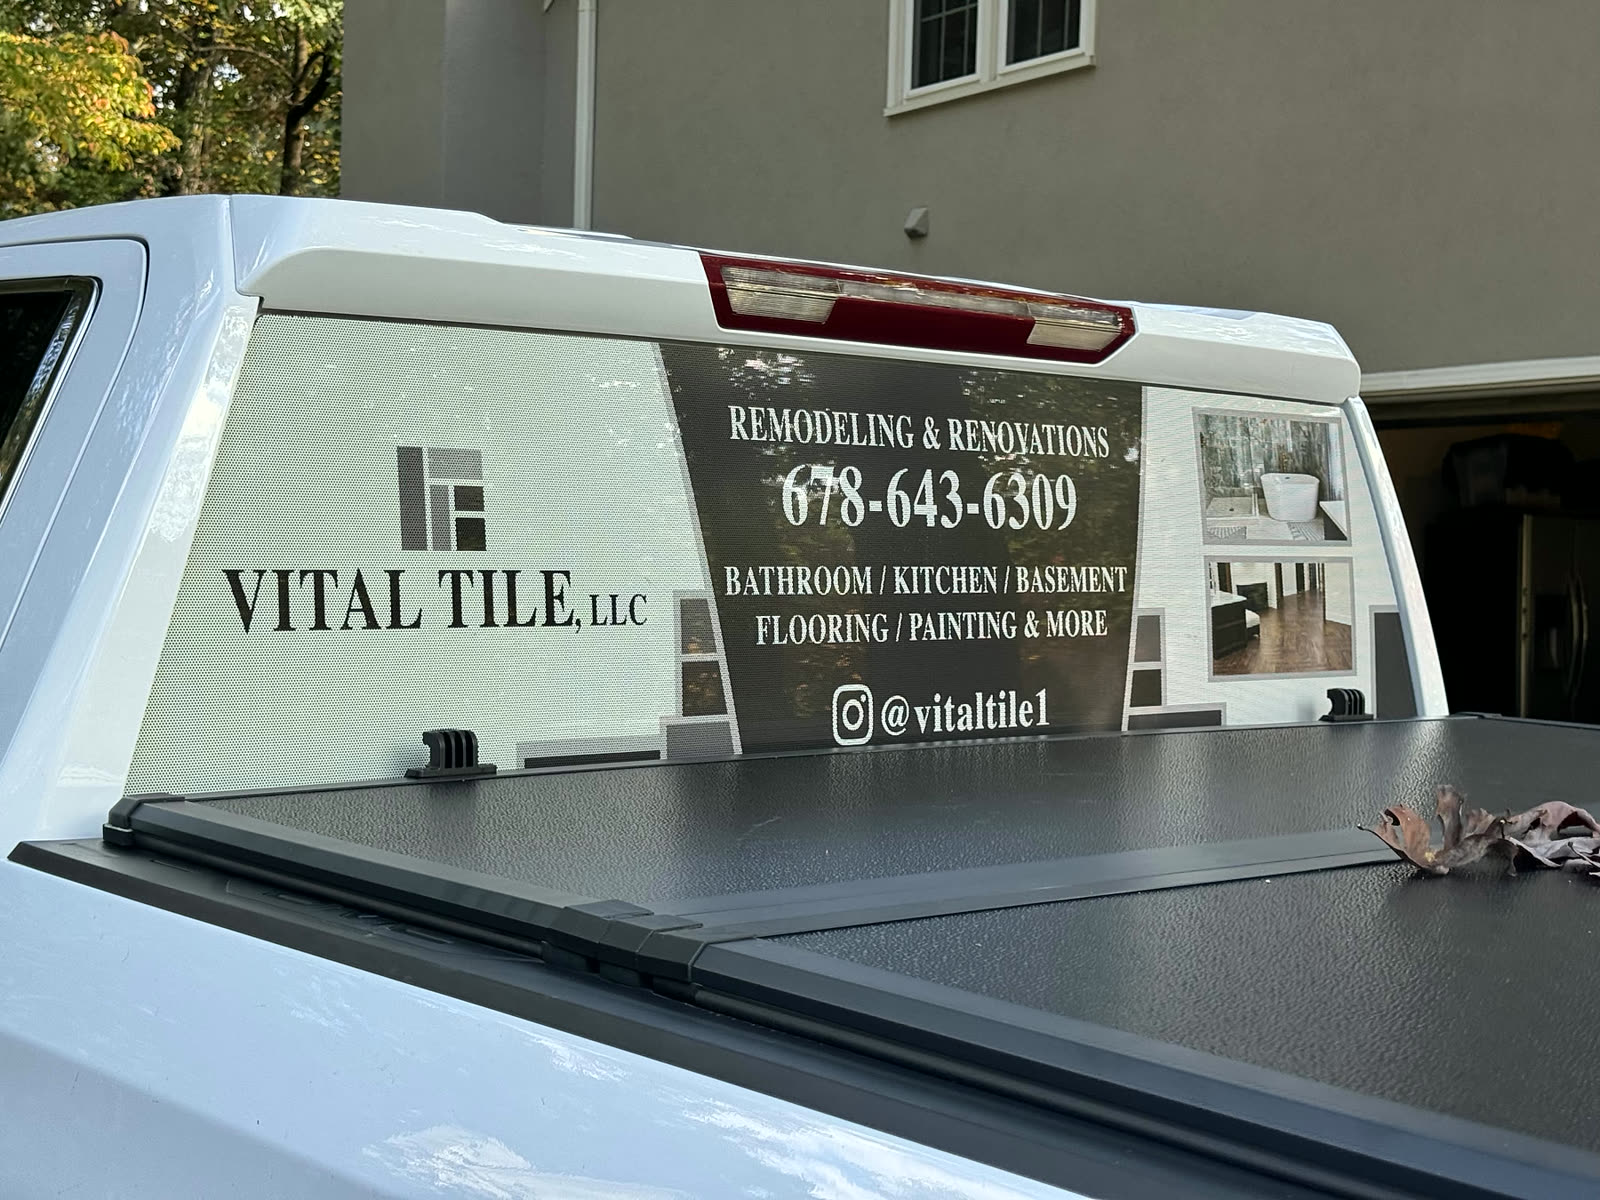 VITAL TILE, LLC
REMODELING & RENOVATIONS
678-643-6309
BATHROOM / KITCHEN / BASEMENT
FLOORING / PAINTING & MORE
@vitaltile1